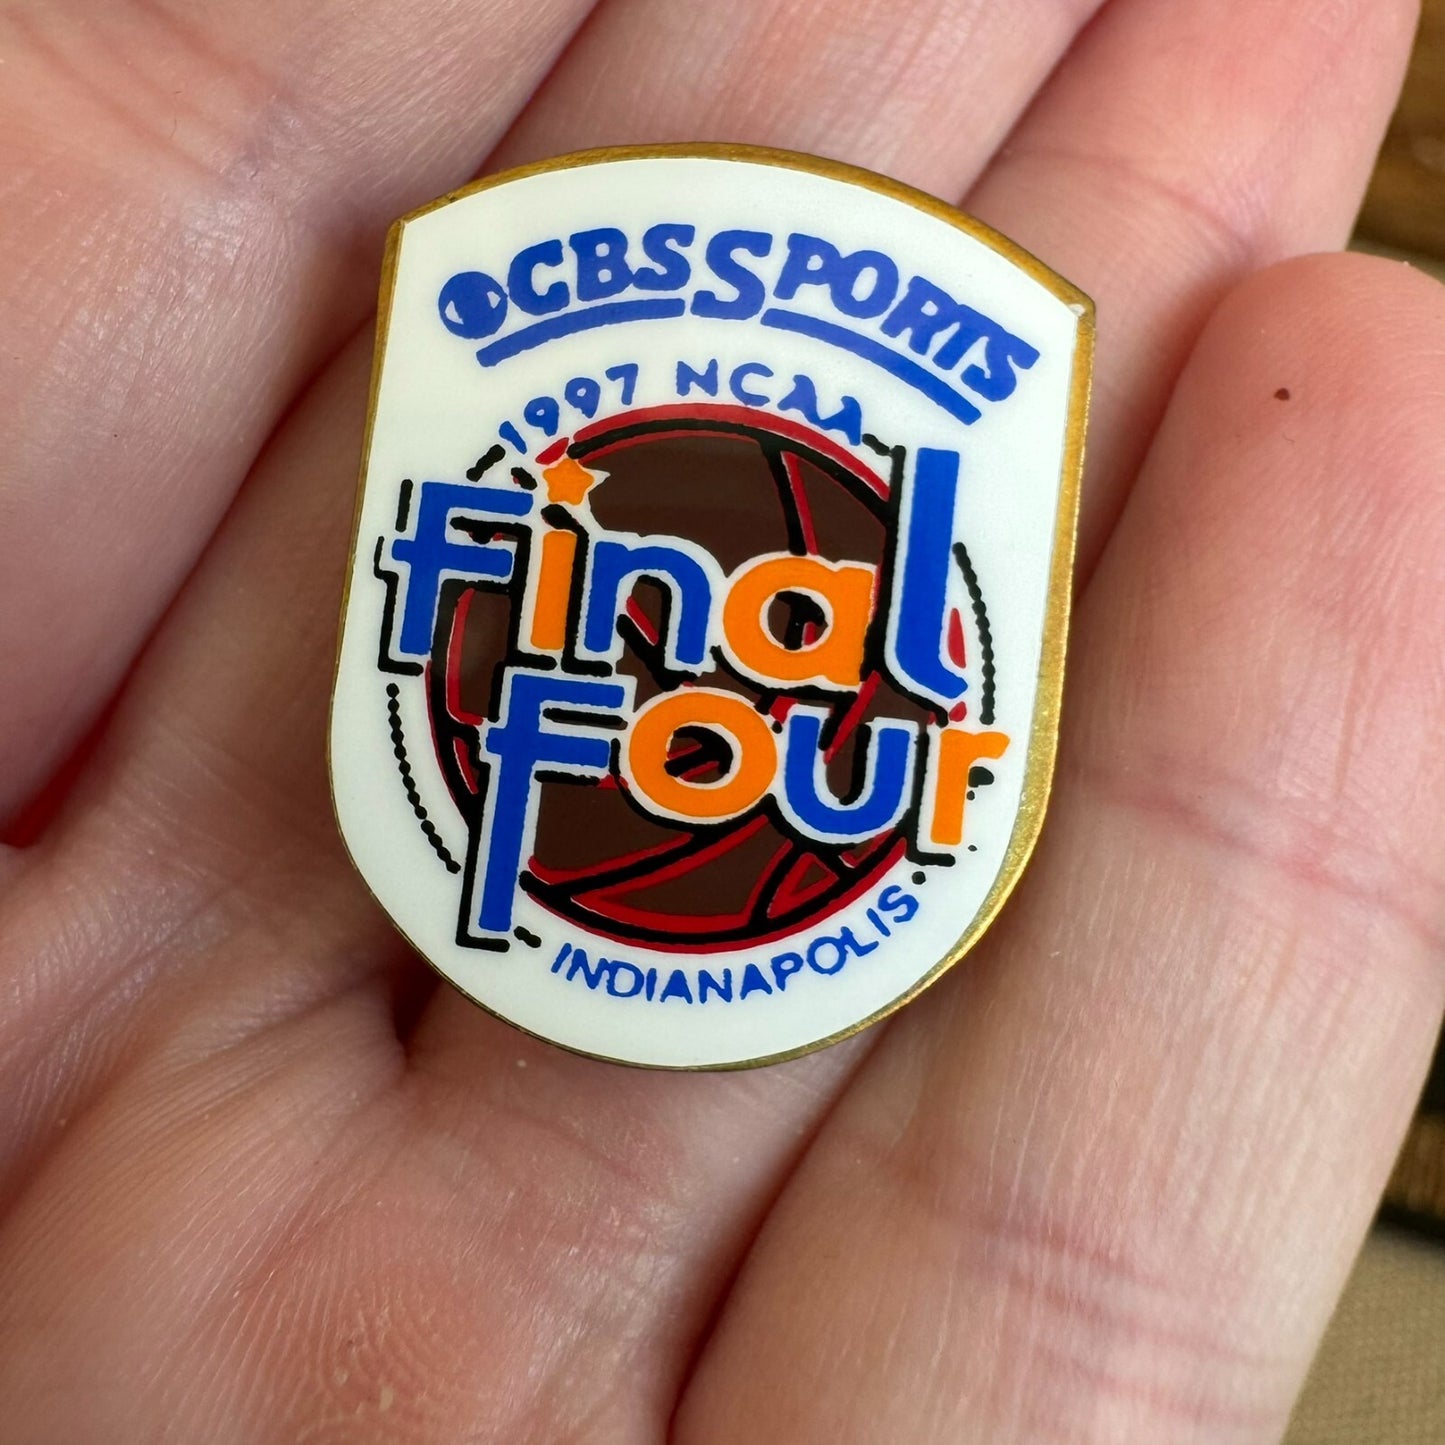 CBS SPORTS
1997 NCAA
Final
Four
INDIANAPOLIS